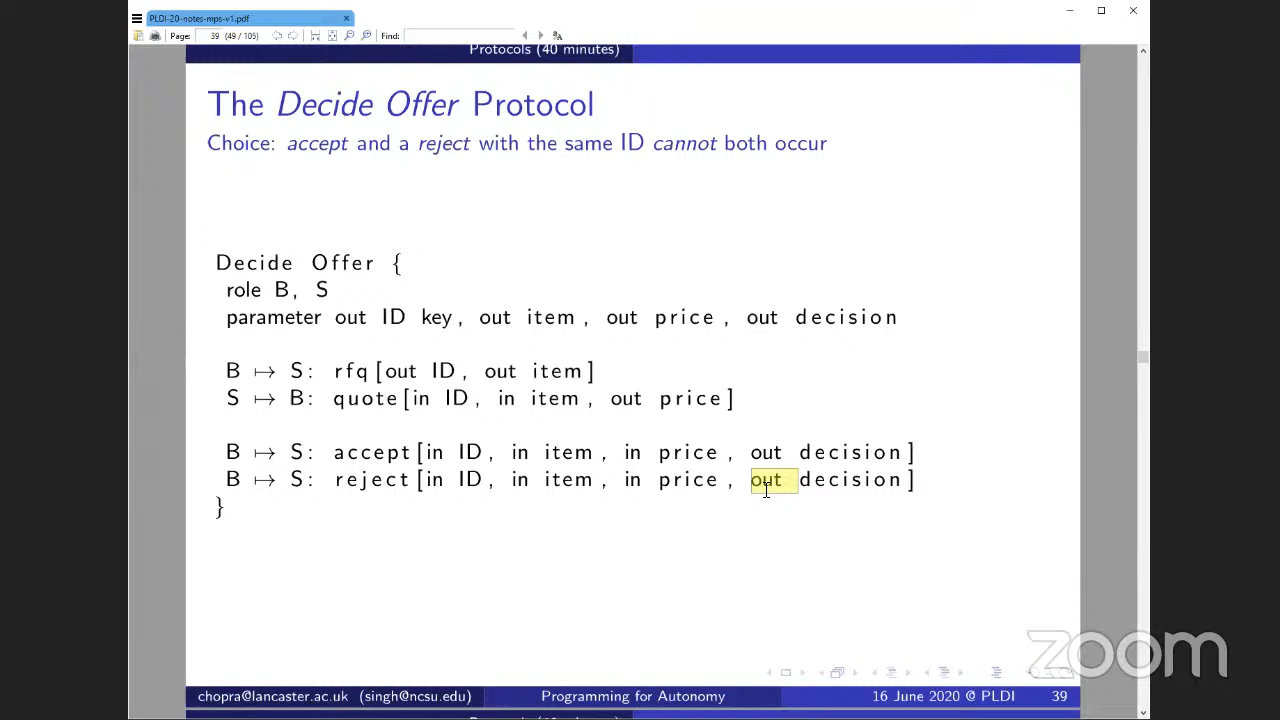 PLDI-20-notes-mps-v1.pdf
Page: 39 (49/105) Find:
Protocols (40 minutes)
The Decide Offer Protocol
Choice: accept and a reject with the same ID cannot both occur
Decide Offer {
role B, S
parameter out ID key, out item, out price, out decision
B ↦ S: rfq[out ID, out item]
S ↦ B: quote[in ID, in item, out price]
B ↦ S: accept[in ID, in item, in price, out decision]
B ↦ S: reject[in ID, in item, in price, out decision]
}
zoom
chopra@lancaster.ac.uk (singh@ncsu.edu) Programming for Autonomy 16 June 2020 @ PLDI 39